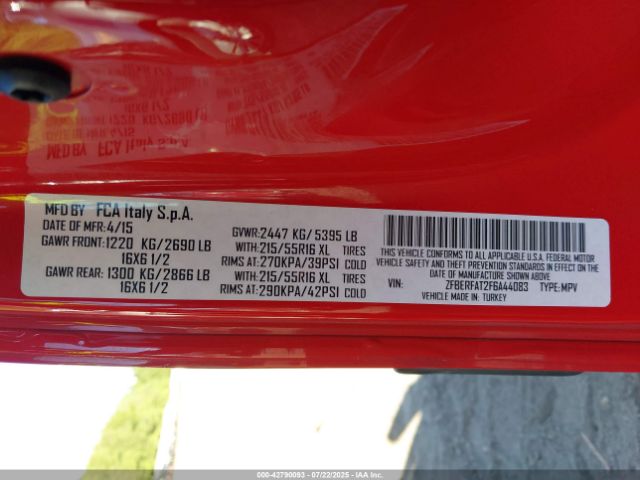 MFD BY FCA Italy S.p.A.
DATE OF MFR: 4/15
GAWR FRONT: 1220 KG/2690 LB
16X6 1/2
GAWR REAR: 1300 KG/2866 LB
16X6 1/2
GVWR: 2447 KG/ 5395 LB
WITH: 215/55R16 XL TIRES
RIMS AT: 270KPA/39PSI COLD
WITH: 215/55R16 XL TIRES
RIMS AT: 290KPA/42PSI COLD
THIS VEHICLE CONFORMS TO ALL APPLICABLE U.S.A. FEDERAL MOTOR
VEHICLE SAFETY, BUMPER, AND THEFT PREVENTION STANDARDS
IN EFFECT ON THE DATE OF MANUFACTURE SHOWN ABOVE.
VIN: ZFBERFAT2F6A44083 TYPE: MPV
VEHICLE MADE IN: TURKEY
000-42790093 - 07/22/2025 - IAAI Corp.